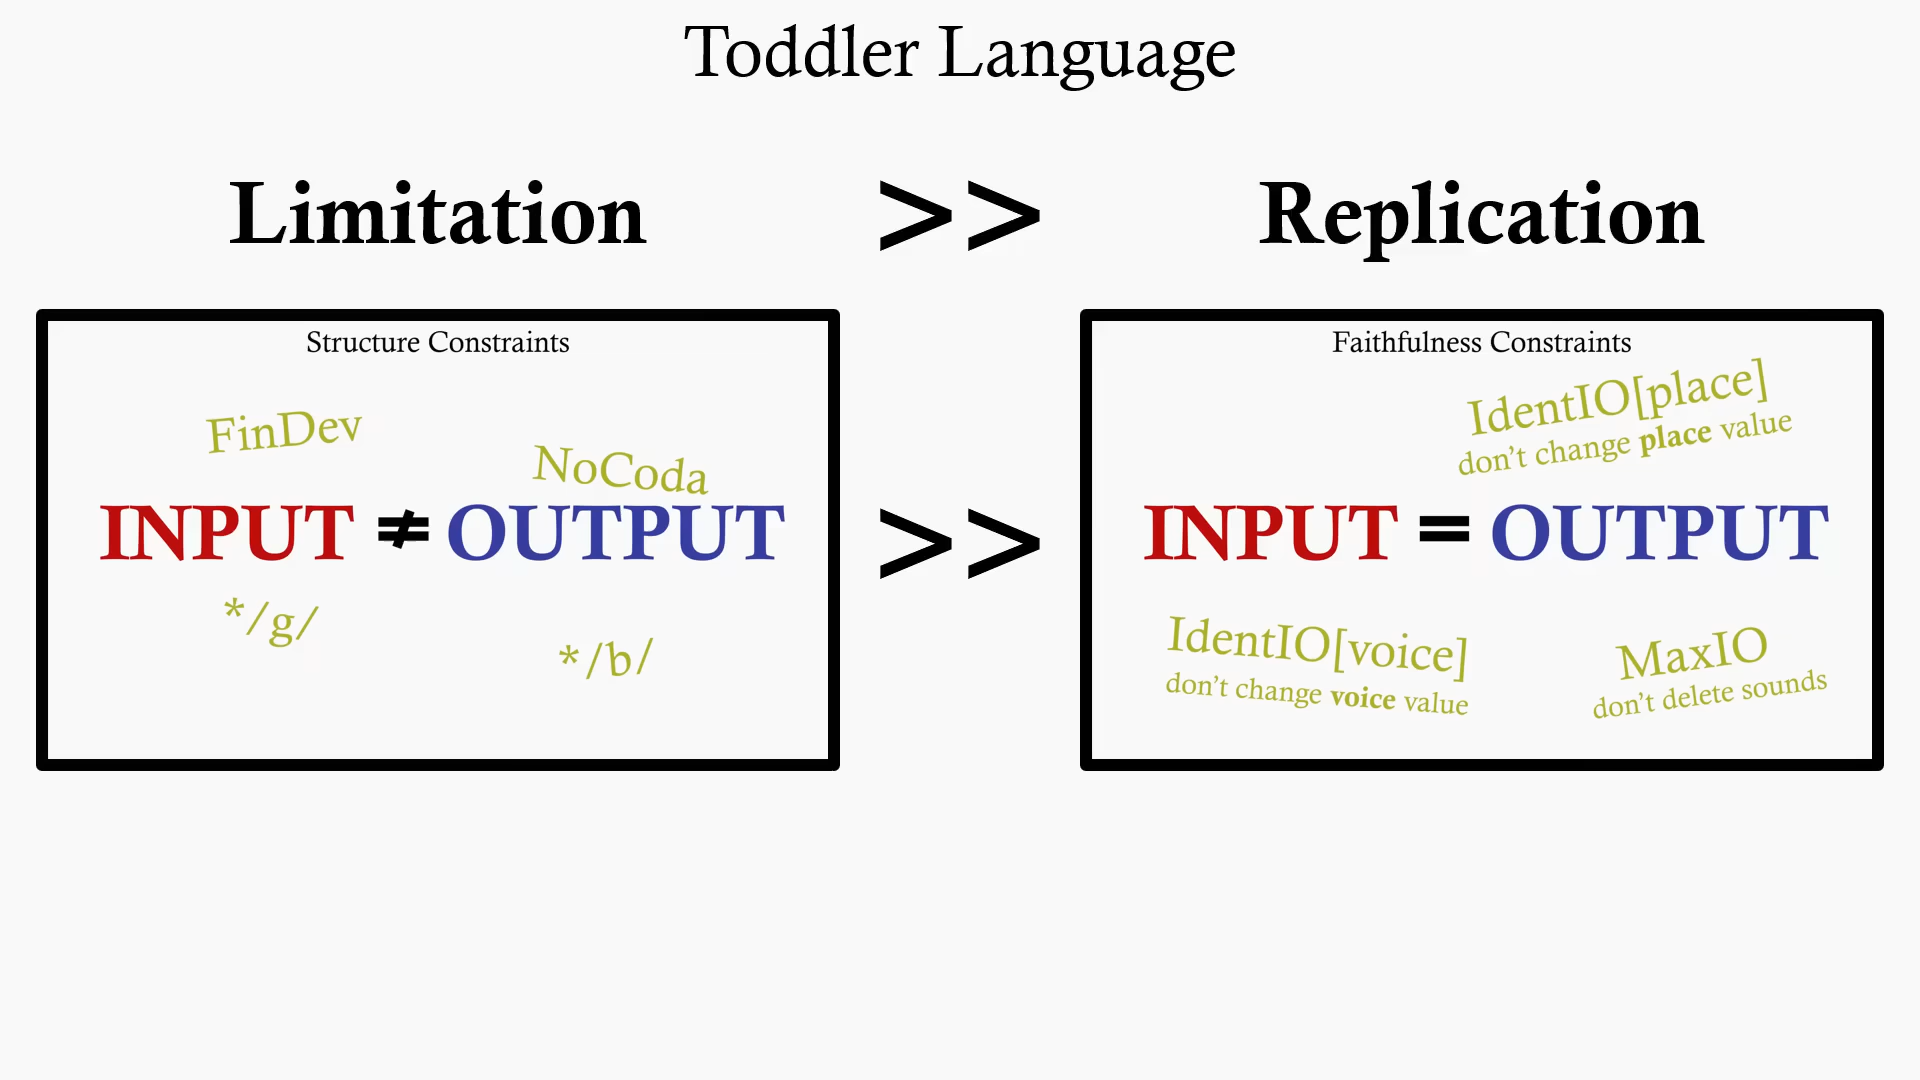 Toddler Language
Limitation >> Replication
Structure Constraints
FinDev
NoCoda
INPUT ≠ OUTPUT
*/g/
*/b/
>>
Faithfulness Constraints
IdentIO[place]
don't change place value
INPUT = OUTPUT
IdentIO[voice]
don't change voice value
MaxIO
don't delete sounds